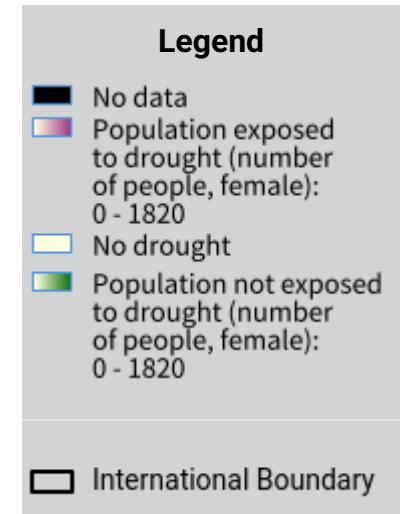 Legend
No data
Population exposed
to drought (number
of people, female):
0 - 1820
No drought
Population not exposed
to drought (number
of people, female):
0 - 1820
International Boundary